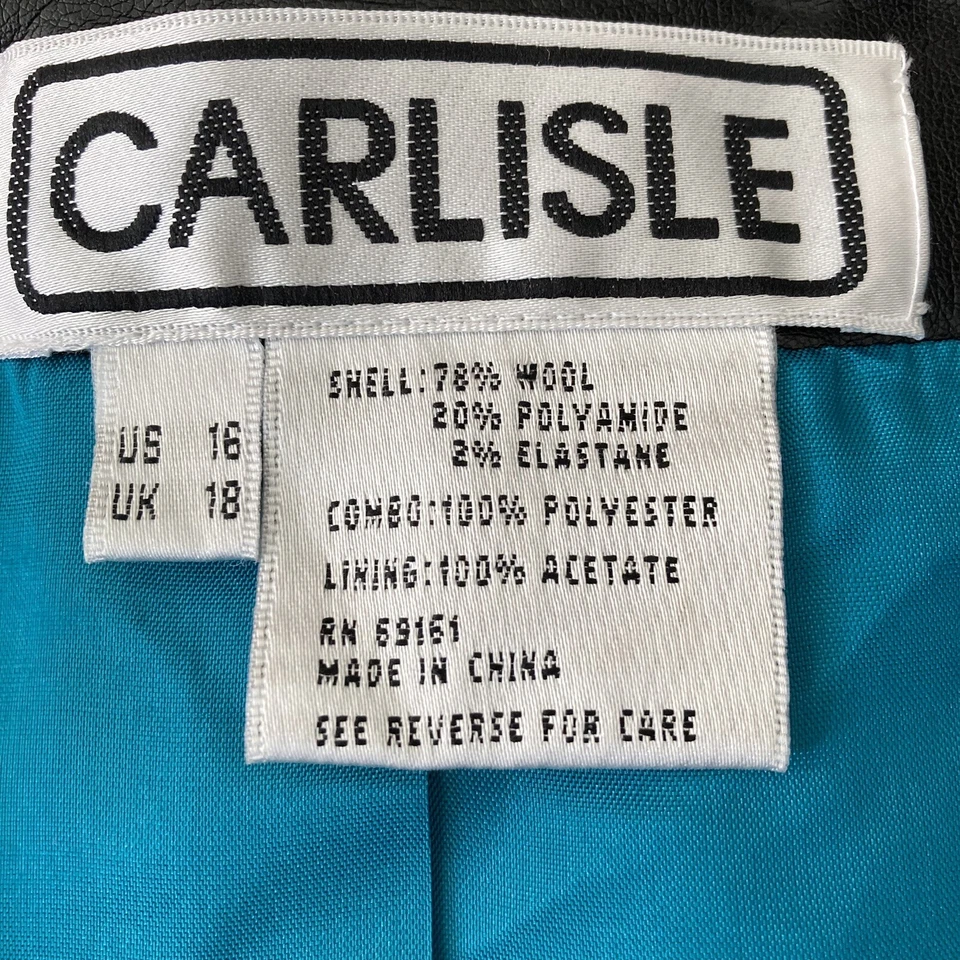 CARLISLE
US 16
UK 18
SHELL:78% WOOL
20% POLYAMIDE
2% ELASTANE
COMBO:100% POLYESTER
LINING:100% ACETATE
RN 69161
MADE IN CHINA
SEE REVERSE FOR CARE